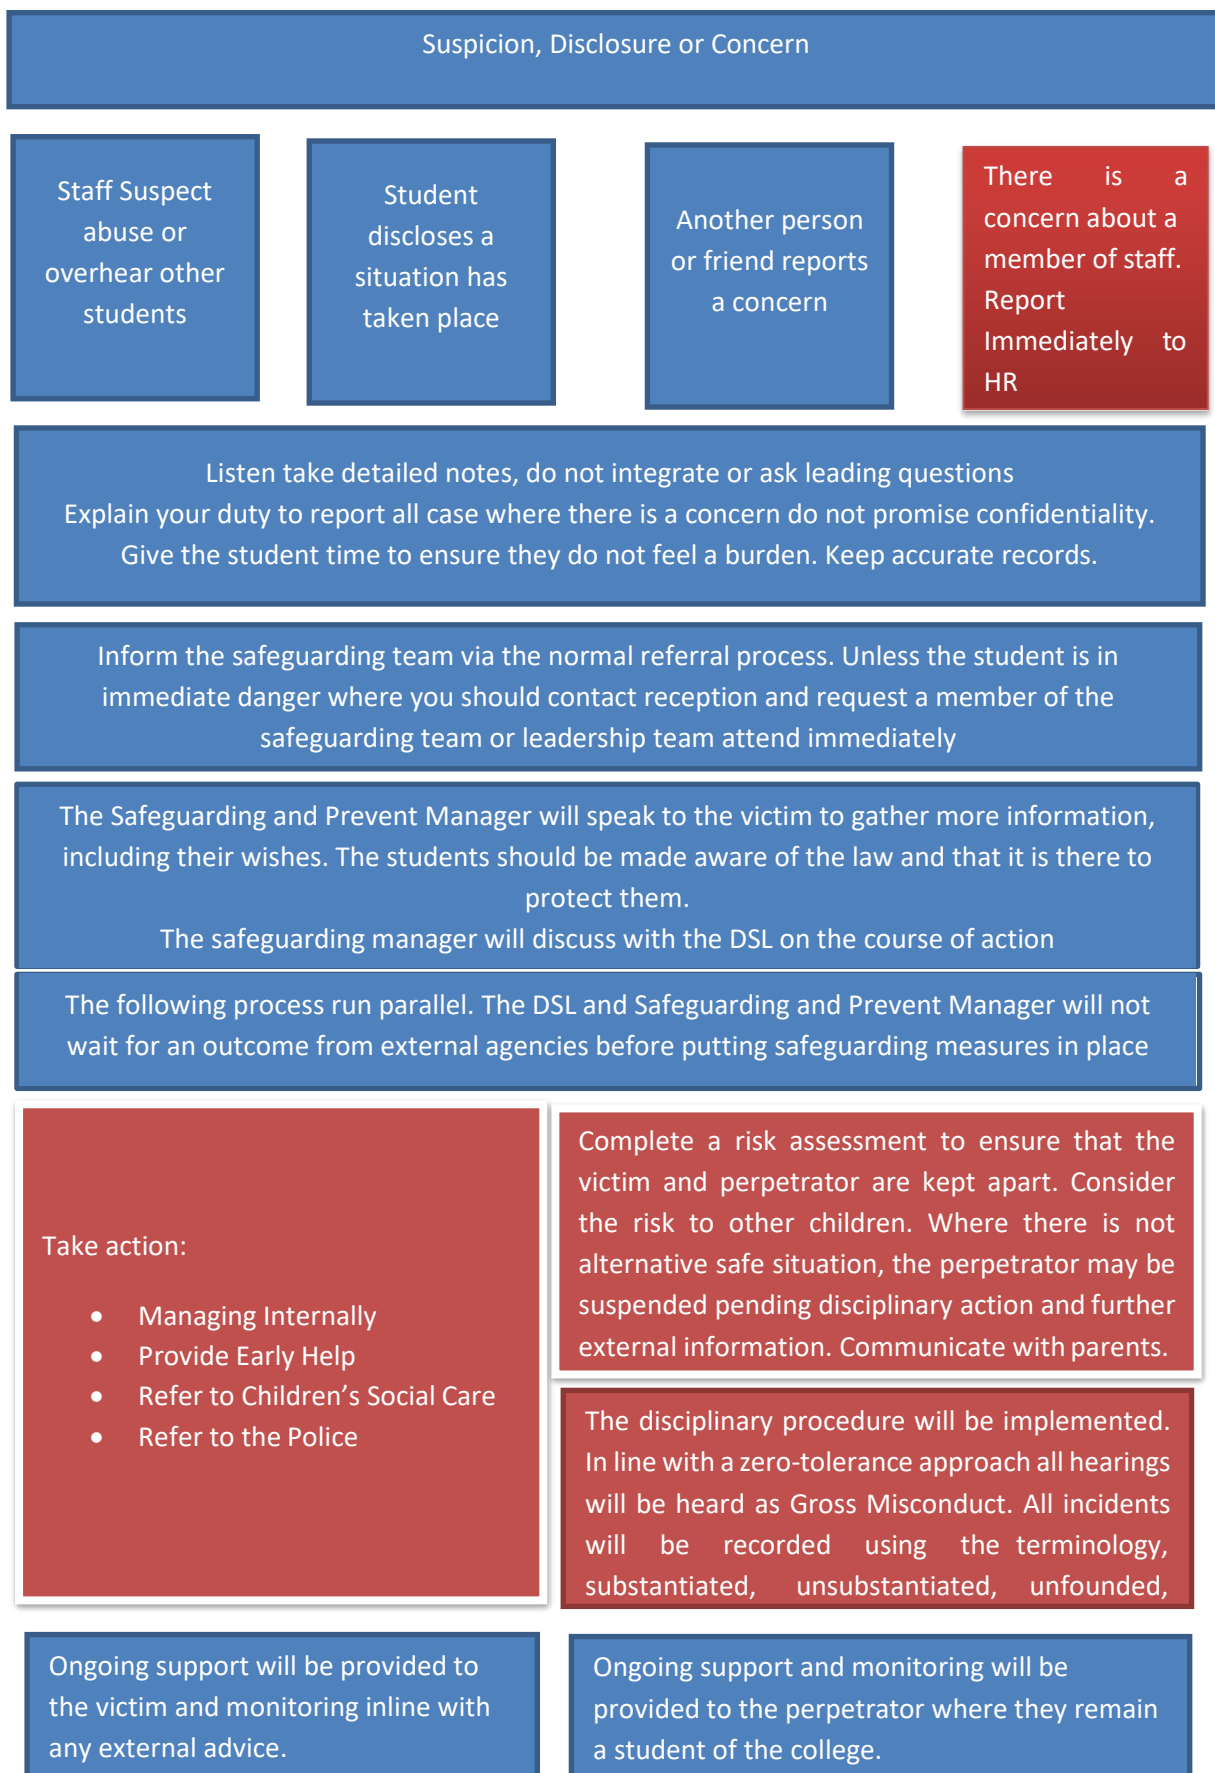 Suspicion, Disclosure or Concern
Staff Suspect
abuse or
overhear other
students
Student
discloses a
situation has
taken place
Another person
or friend reports
a concern
There is a
concern about a
member of staff.
Report
Immediately to
HR
Listen take detailed notes, do not integrate or ask leading questions
Explain your duty to report all case where there is a concern do not promise confidentiality.
Give the student time to ensure they do not feel a burden. Keep accurate records.
Inform the safeguarding team via the normal referral process. Unless the student is in
immediate danger where you should contact reception and request a member of the
safeguarding team or leadership team attend immediately
The Safeguarding and Prevent Manager will speak to the victim to gather more information,
including their wishes. The students should be made aware of the law and that it is there to
protect them.
The safeguarding manager will discuss with the DSL on the course of action
The following process run parallel. The DSL and Safeguarding and Prevent Manager will not
wait for an outcome from external agencies before putting safeguarding measures in place
Take action:
• Managing Internally
• Provide Early Help
• Refer to Children's Social Care
• Refer to the Police
Complete a risk assessment to ensure that the
victim and perpetrator are kept apart. Consider
the risk to other children. Where there is not
alternative safe situation, the perpetrator may be
suspended pending disciplinary action and further
external information. Communicate with parents.
The disciplinary procedure will be implemented.
In line with a zero-tolerance approach all hearings
will be heard as Gross Misconduct. All incidents
will be recorded using the terminology,
substantiated, unsubstantiated, unfounded,
Ongoing support will be provided to
the victim and monitoring inline with
any external advice.
Ongoing support and monitoring will be
provided to the perpetrator where they remain
a student of the college.